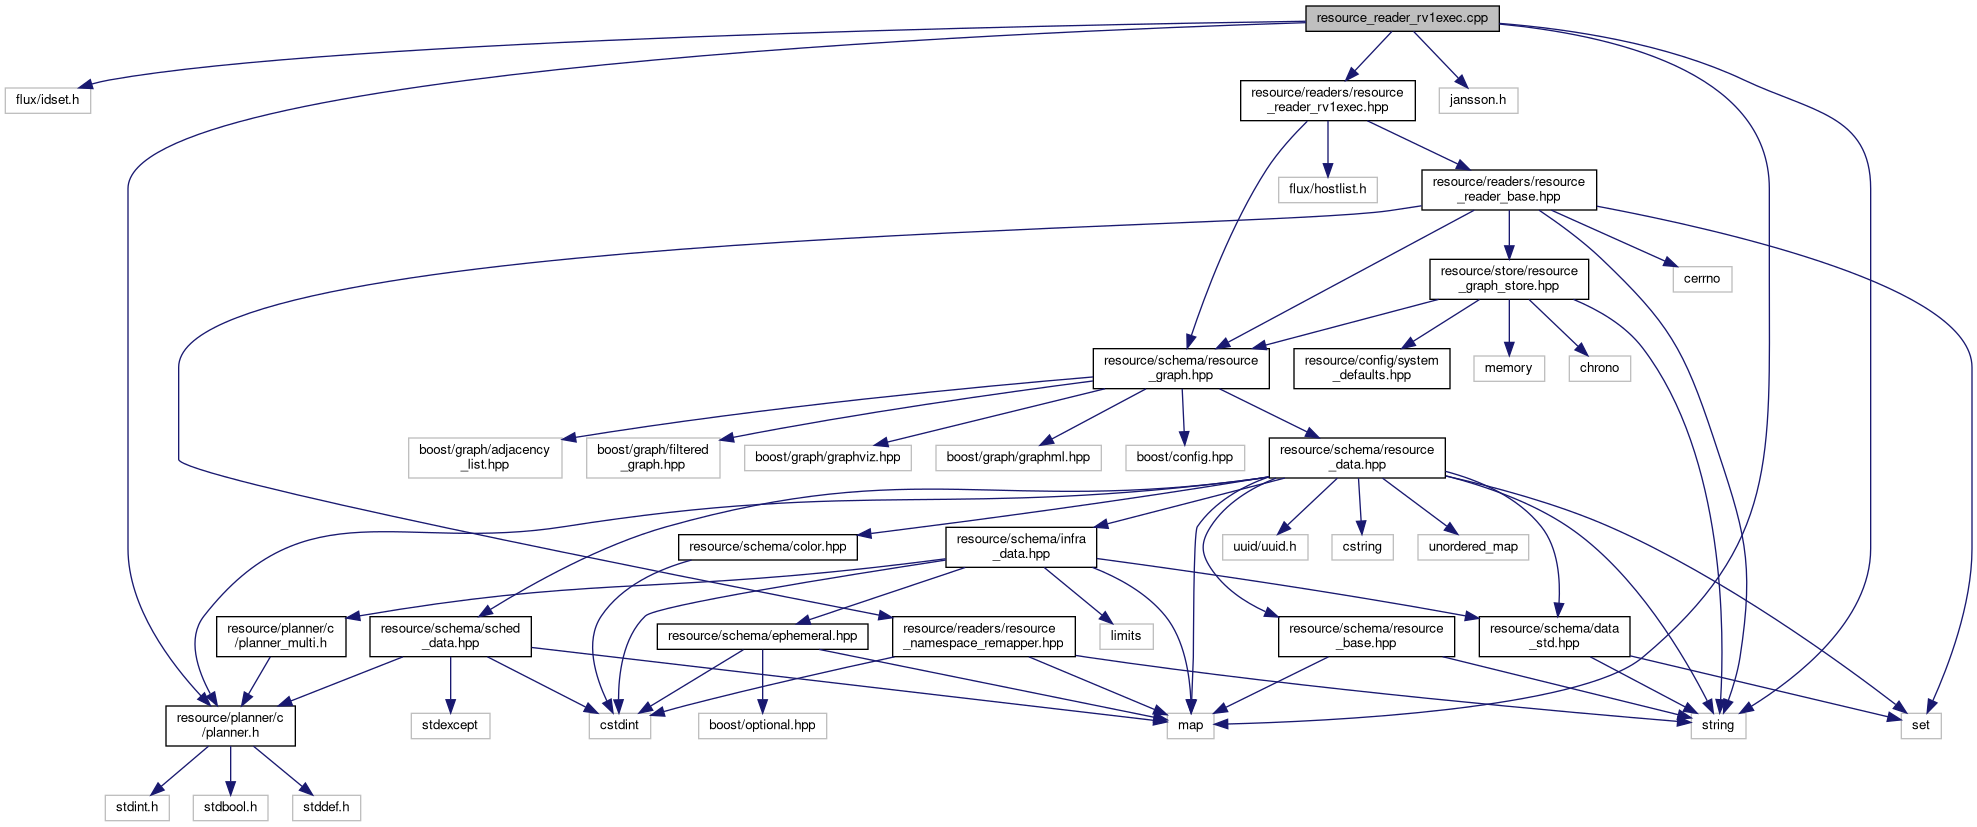 resource_reader_rv1exec.cpp
flux/idset.h
resource/readers/resource
_reader_rv1exec.hpp
jansson.h
flux/hostlist.h
resource/readers/resource
_reader_base.hpp
resource/store/resource
_graph_store.hpp
cerrno
resource/schema/resource
_graph.hpp
resource/config/system
_defaults.hpp
memory
chrono
boost/graph/adjacency
_list.hpp
boost/graph/filtered
_graph.hpp
boost/graph/graphviz.hpp
boost/graph/graphml.hpp
boost/config.hpp
resource/schema/resource
_data.hpp
resource/schema/color.hpp
resource/schema/infra
_data.hpp
uuid/uuid.h
cstring
unordered_map
resource/planner/c
/planner_multi.h
resource/schema/sched
_data.hpp
resource/schema/ephemeral.hpp
resource/readers/resource
_namespace_remapper.hpp
limits
resource/schema/resource
_base.hpp
resource/schema/data
_std.hpp
resource/planner/c
/planner.h
stdexcept
cstdint
boost/optional.hpp
map
string
set
stdint.h
stdbool.h
stddef.h